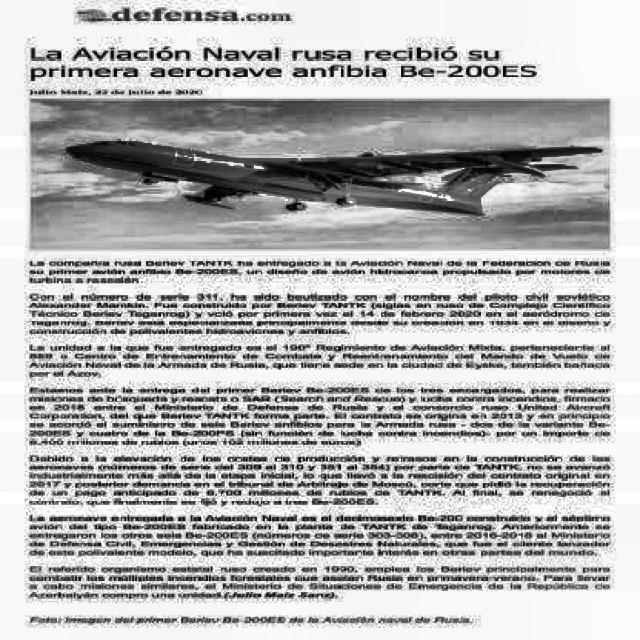 defensa.com
La Aviación Naval rusa recibió su
primera aeronave anfibia Be-200ES
Julio Maíz, 22 de julio de 2020
La compañía rusa Beriev TANTK ha entregado a la Aviación Naval de la Federación de Rusia
su primer avión anfibio Be-200ES, un diseño de avión hidrocanoa propulsado por motores de
turbina a reacción.
Con el número de serie 311, ha sido bautizado con el nombre del piloto civil soviético
Alexander Mamkin. Fue construido por Beriev TANTK (siglas en ruso de Complejo Científico
Técnico Beriev Taganrog) y voló por primera vez el 14 de febrero 2020 en el aeródromo de
Taganrog. Beriev está especializada principalmente desde su creación en 1934 en el diseño y
construcción de polivalentes hidroaviones y anfibios.
La unidad a la que fue entregado es el 190º Regimiento de Aviación Mixta, perteneciente al
859 o Centro de Entrenamiento de Combate y Reentrenamiento del Mando de Vuelo de
Aviación Naval de la Armada de Rusia, que tiene sede en la ciudad de Eyske, también bañada
por el Azov.
Estamos ante la entrega del primer Beriev Be-200ES de los tres encargados, para realizar
misiones de búsqueda y rescate o SAR (Search and Rescue) y lucha contra incendios, firmado
en 2018 entre el Ministerio de Defensa de Rusia y el consorcio ruso United Aircraft
Corporation, del que Beriev TANTK forma parte. El contrato se origina en 2013 y en principio
se acordó el suministro de seis Beriev anfibios para la Armada rusa - dos de la variante Be-
200ES y cuatro de la Be-200PS (sin función de lucha contra incendios)- por un importe de
8.400 millones de rublos (unos 102 millones de euros)
Debido a la elevación de los costes de producción y retrasos en la construcción de las
aeronaves (números de serie del 308 al 310 y 351 al 354) por parte de TANTK, no se avanzó
industrialmente más allá de la etapa inicial, lo que llevó a la rescisión del contrato original en
2017 y posterior demanda en el tribunal de Arbitraje de Moscú, corte que pidió la recaudación
de un pago anticipado de 6.700 millones de rublos de TANTK. Al final, se renegoció el
contrato, que finalmente se fijó y redujo a tres Be-200ES.
La aeronave entregada a la Aviación Naval es el decimosexto Be-200 construido y el séptimo
avión del tipo Be-200ES fabricado en la planta de TANTK de Taganrog. Anteriormente se
entregaron los otros seis Be-200ES (números de serie 303-308), entre 2016-2018 al Ministerio
de Defensa Civil, Emergencias y Gestión de Desastres Naturales, que fue el cliente lanzador
de este polivalente modelo, que ha suscitado importante interés en otras partes del mundo.
El referido organismo estatal ruso creado en 1990, emplea los Beriev principalmente para
combatir los múltiples incendios forestales que asolan Rusia en primavera-verano. Para llevar
a cabo misiones similares, el Ministerio de Situaciones de Emergencia de la República de
Azerbaiyán compro una unidad.(Julio Maíz Sanz).
Foto: Imagen del primer Beriev Be-200ES de la Aviación naval de Rusia.